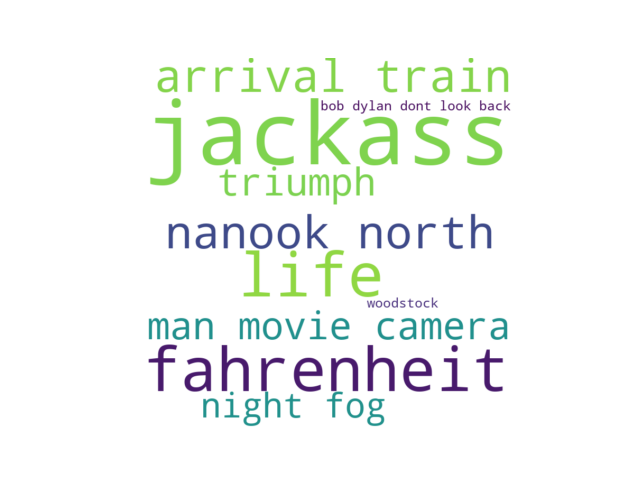 arrival train
bob dylan dont look back
jackass
triumph
nanook north
life
woodstock
man movie camera
fahrenheit
night fog